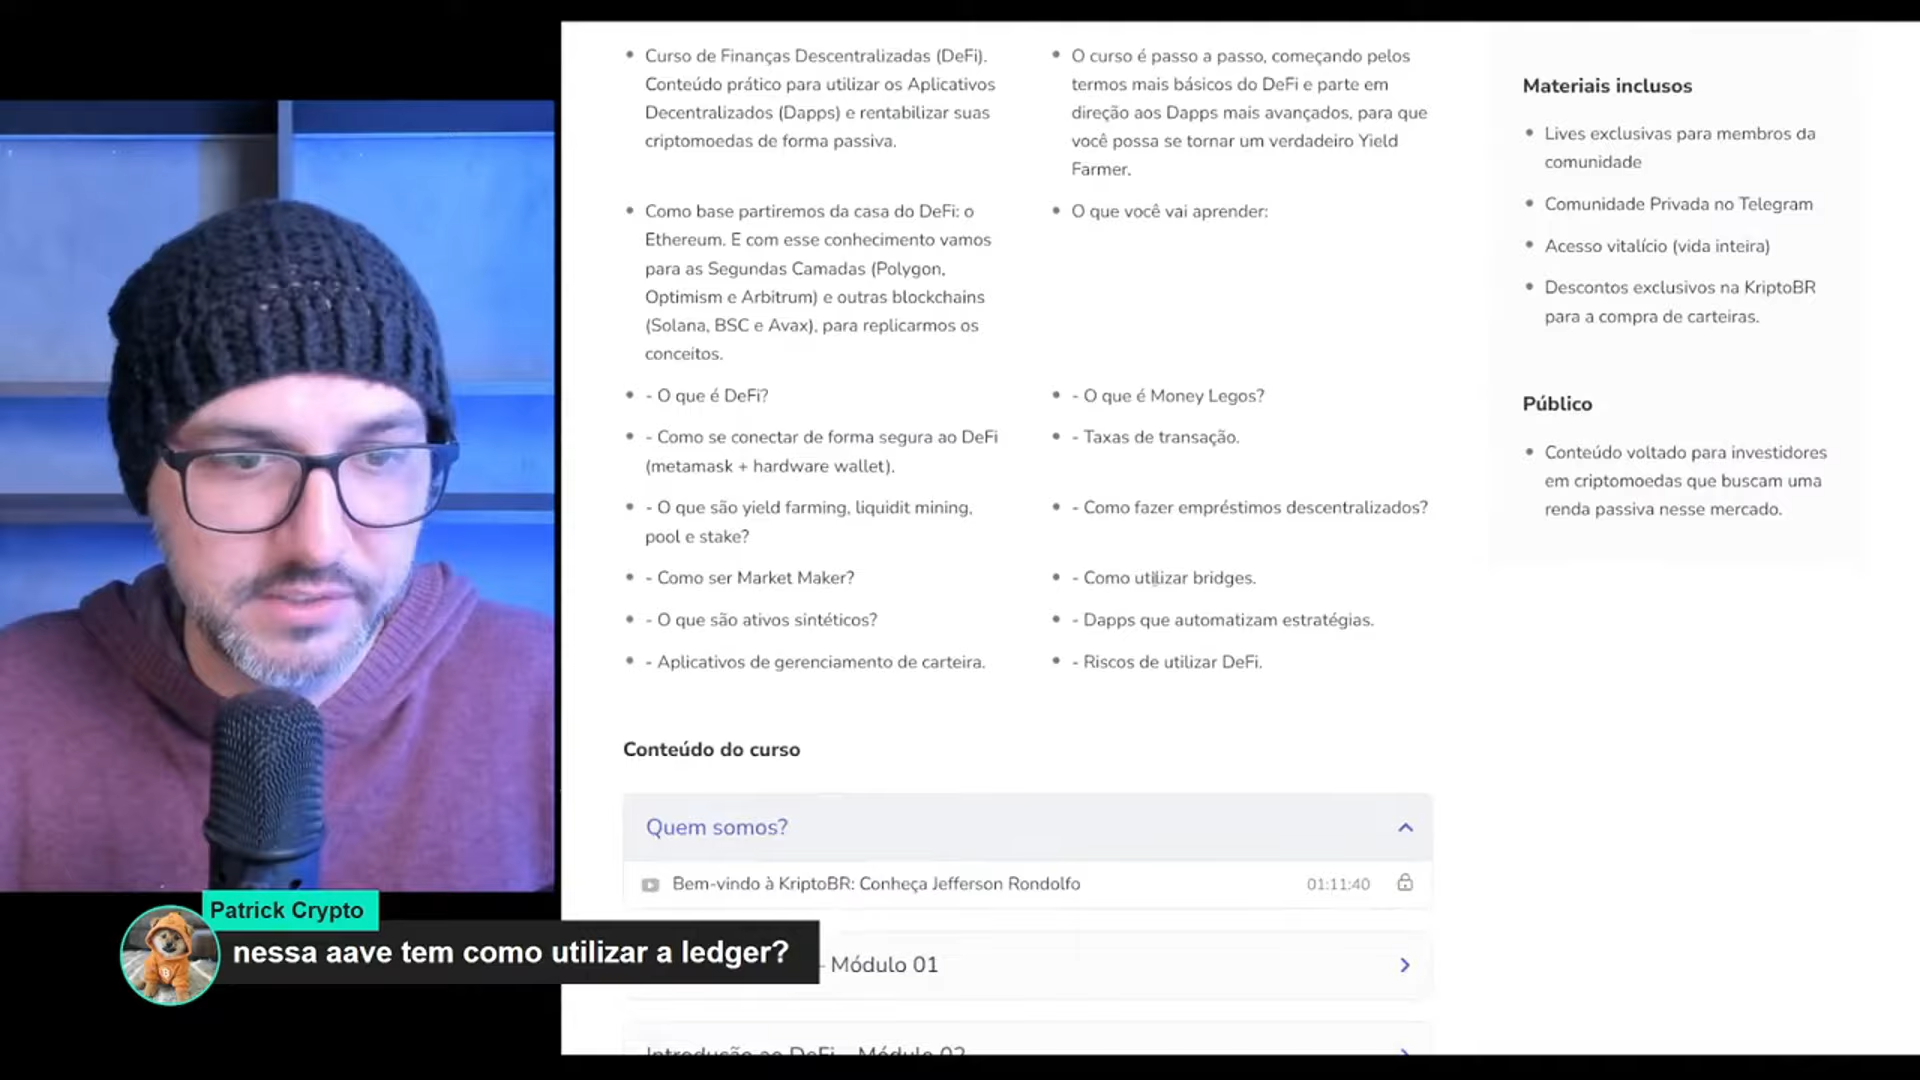 Curso de Finanças Descentralizadas (DeFi).
Conteúdo prático para utilizar os Aplicativos
Decentralizados (Dapps) e rentabilizar suas
criptomoedas de forma passiva.
O curso é passo a passo, começando pelos
termos mais básicos do DeFi e parte em
direção aos Dapps mais avançados, para que
você possa se tornar um verdadeiro Yield
Farmer.
Como base partiremos da casa do DeFi: o
Ethereum. E com esse conhecimento vamos
para as Segundas Camadas (Polygon,
Optimism e Arbitrum) e outras blockchains
(Solana, BSC e Avax), para replicarmos os
conceitos.
O que você vai aprender:
- O que é DeFi?
- O que é Money Legos?
- Como se conectar de forma segura ao DeFi
(metamask + hardware wallet).
- Taxas de transação.
- O que são yield farming, liquidit mining,
pool e stake?
- Como fazer empréstimos descentralizados?
- Como ser Market Maker?
- Como utilizar bridges.
- O que são ativos sintéticos?
- Dapps que automatizam estratégias.
- Aplicativos de gerenciamento de carteira.
- Riscos de utilizar DeFi.
Materiais inclusos
Lives exclusivas para membros da
comunidade
Comunidade Privada no Telegram
Acesso vitalício (vida inteira)
Descontos exclusivos na KriptoBR
para a compra de carteiras.
Público
Conteúdo voltado para investidores
em criptomoedas que buscam uma
renda passiva nesse mercado.
Conteúdo do curso
Quem somos?
Bem-vindo à KriptoBR: Conheça Jefferson Rondolfo
01:11:40
- Módulo 01
Introdução ao DeFi - Módulo 02
Patrick Crypto
nessa aave tem como utilizar a ledger?